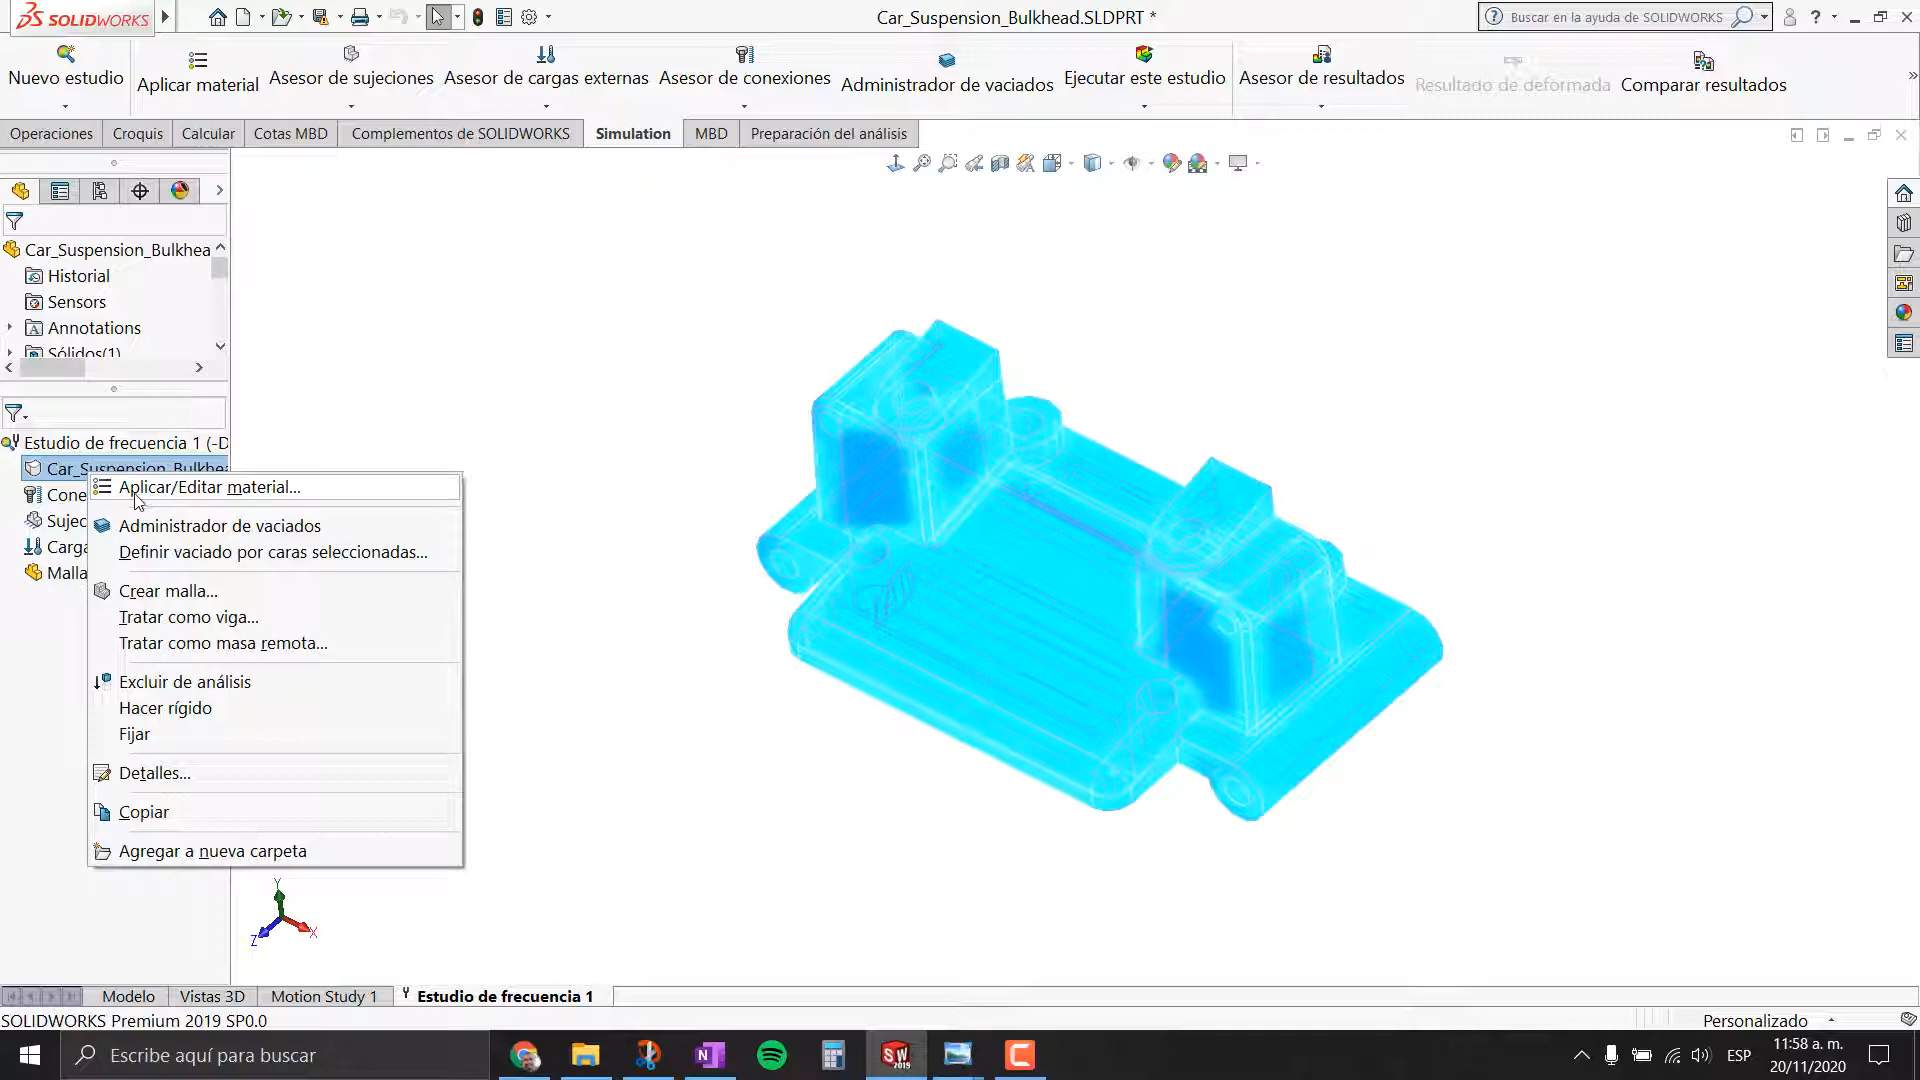 SOLIDWORKS
Car_Suspension_Bulkhead.SLDPRT *
Buscar en la ayuda de SOLIDWORKS
Nuevo estudio
Aplicar material
Asesor de sujeciones
Asesor de cargas externas
Asesor de conexiones
Administrador de vaciados
Ejecutar este estudio
Asesor de resultados
Resultado de deformada
Comparar resultados
Operaciones
Croquis
Calcular
Cotas MBD
Complementos de SOLIDWORKS
Simulation
MBD
Preparación del análisis
Car_Suspension_Bulkhea
Historial
Sensors
Annotations
Sólidos(1)
Estudio de frecuencia 1 (-D
Car_Suspension_Bulkhea
Cone
Sujec
Carga
Malla
Aplicar/Editar material...
Administrador de vaciados
Definir vaciado por caras seleccionadas...
Crear malla...
Tratar como viga...
Tratar como masa remota...
Excluir de análisis
Hacer rígido
Fijar
Detalles...
Copiar
Agregar a nueva carpeta
Y
X
Z
Modelo
Vistas 3D
Motion Study 1
Estudio de frecuencia 1
SOLIDWORKS Premium 2019 SP0.0
Personalizado
Escribe aquí para buscar
ESP
11:58 a. m.
20/11/2020